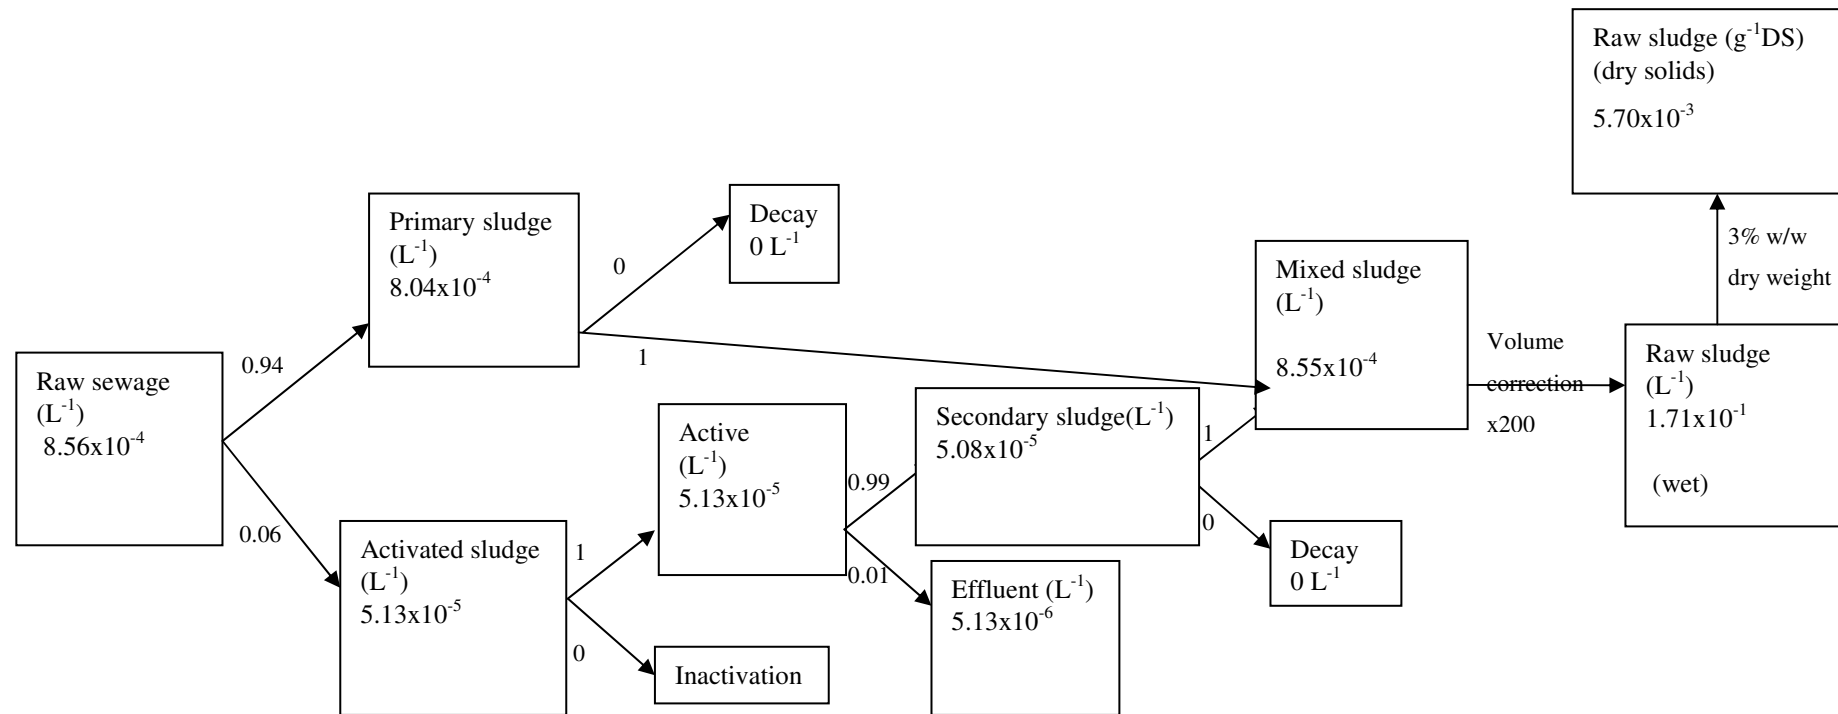 Raw sludge (g⁻¹DS)
(dry solids)
5.70x10⁻³
3% w/w
dry weight
Primary sludge
(L⁻¹)
8.04x10⁻⁴
Decay
0 L⁻¹
0
1
Mixed sludge
(L⁻¹)
8.55x10⁻⁴
Volume
correction
x200
Raw sludge
(L⁻¹)
1.71x10⁻¹
(wet)
Raw sewage
(L⁻¹)
8.56x10⁻⁴
0.94
0.06
Active
(L⁻¹)
5.13x10⁻⁵
0.99
0.01
Secondary sludge(L⁻¹)
5.08x10⁻⁵
1
0
Activated sludge
(L⁻¹)
5.13x10⁻⁵
1
0
Effluent (L⁻¹)
5.13x10⁻⁶
Decay
0 L⁻¹
Inactivation